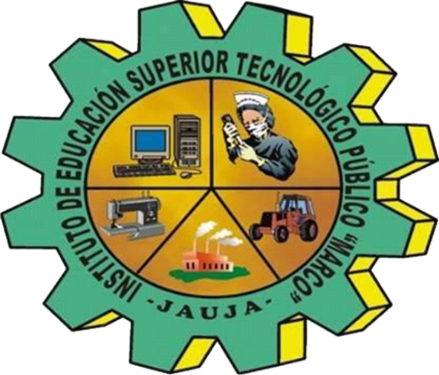 INSTITUTO DE EDUCACIÓN SUPERIOR TECNOLÓGICO PÚBLICO "MARCO"
- JAUJA -